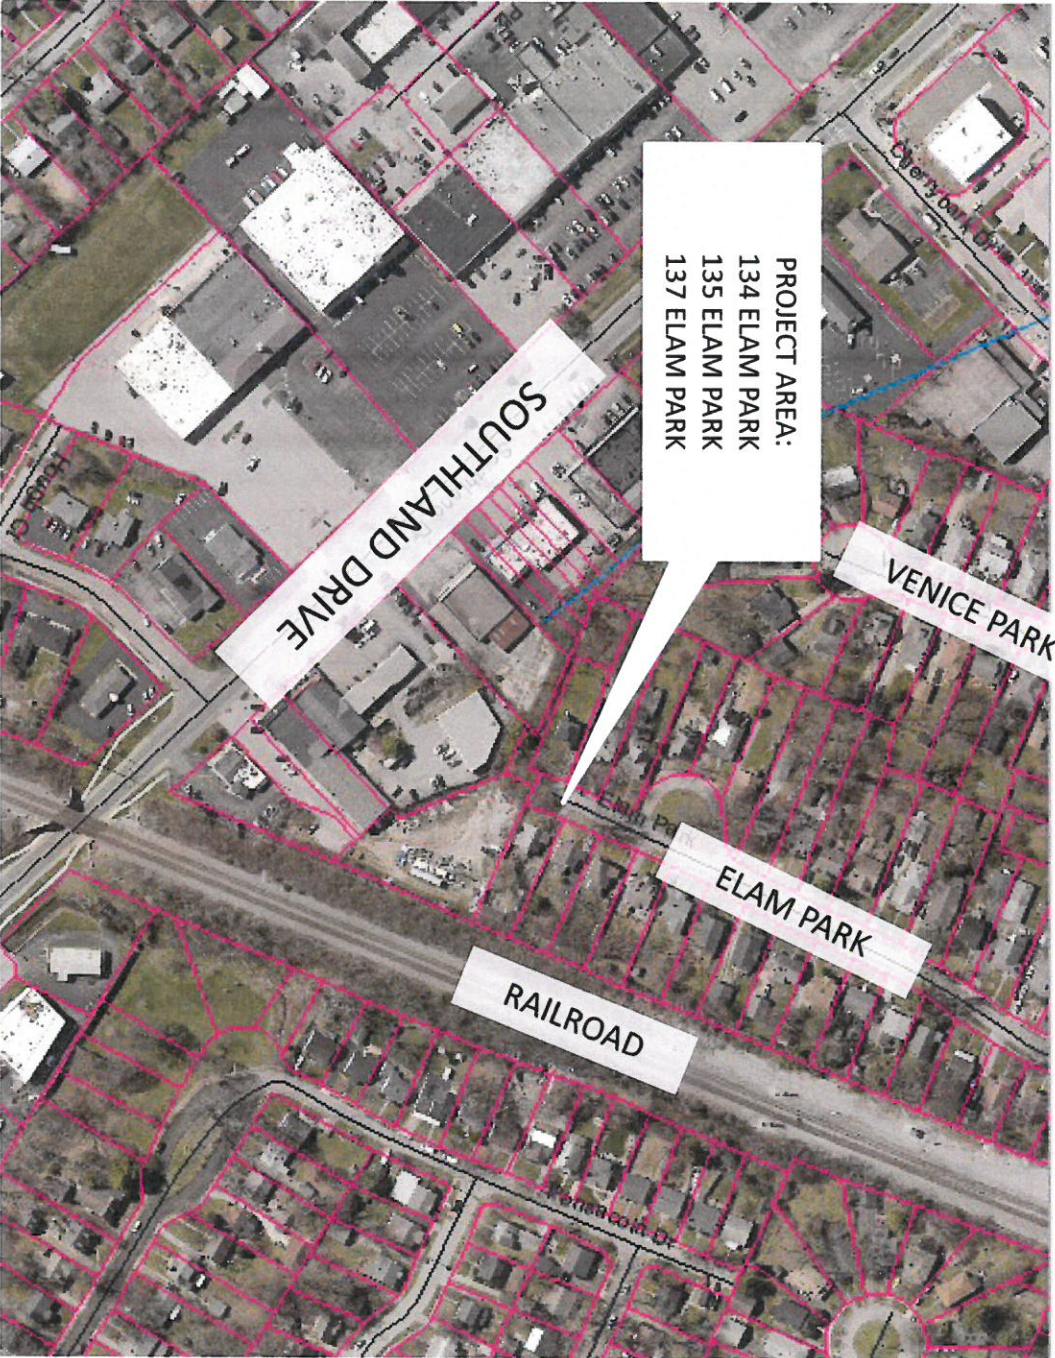 PROJECT AREA:
134 ELAM PARK
135 ELAM PARK
137 ELAM PARK
VENICE PARK
SOUTHLAND DRIVE
ELAM PARK
RAILROAD
Elam Park